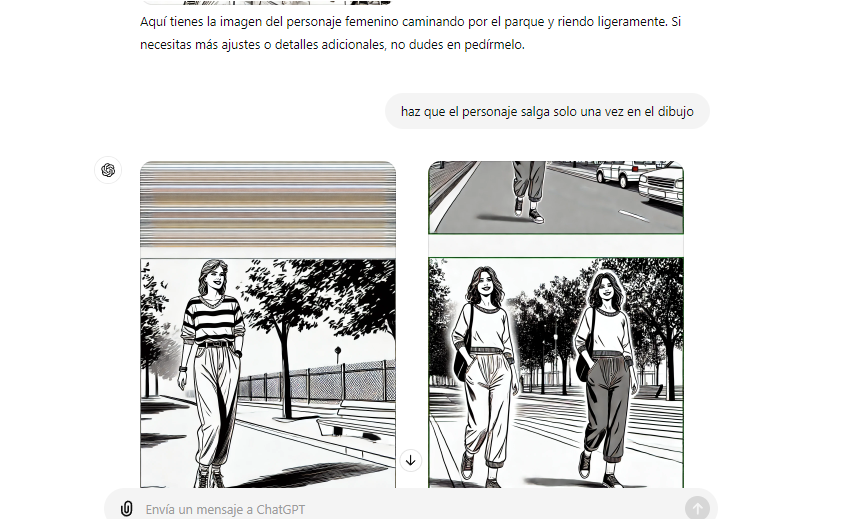 Aquí tienes la imagen del personaje femenino caminando por el parque y riendo ligeramente. Si
necesitas más ajustes o detalles adicionales, no dudes en pedírmelo.
haz que el personaje salga solo una vez en el dibujo
Envía un mensaje a ChatGPT